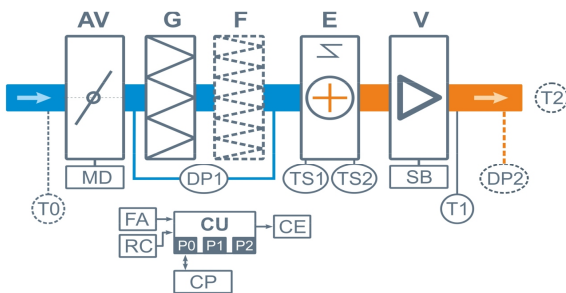 AV G F E V
T2
MD DP1 TS1 TS2 SB DP2
T0 T1
FA CU CE
RC P0 P1 P2
CP